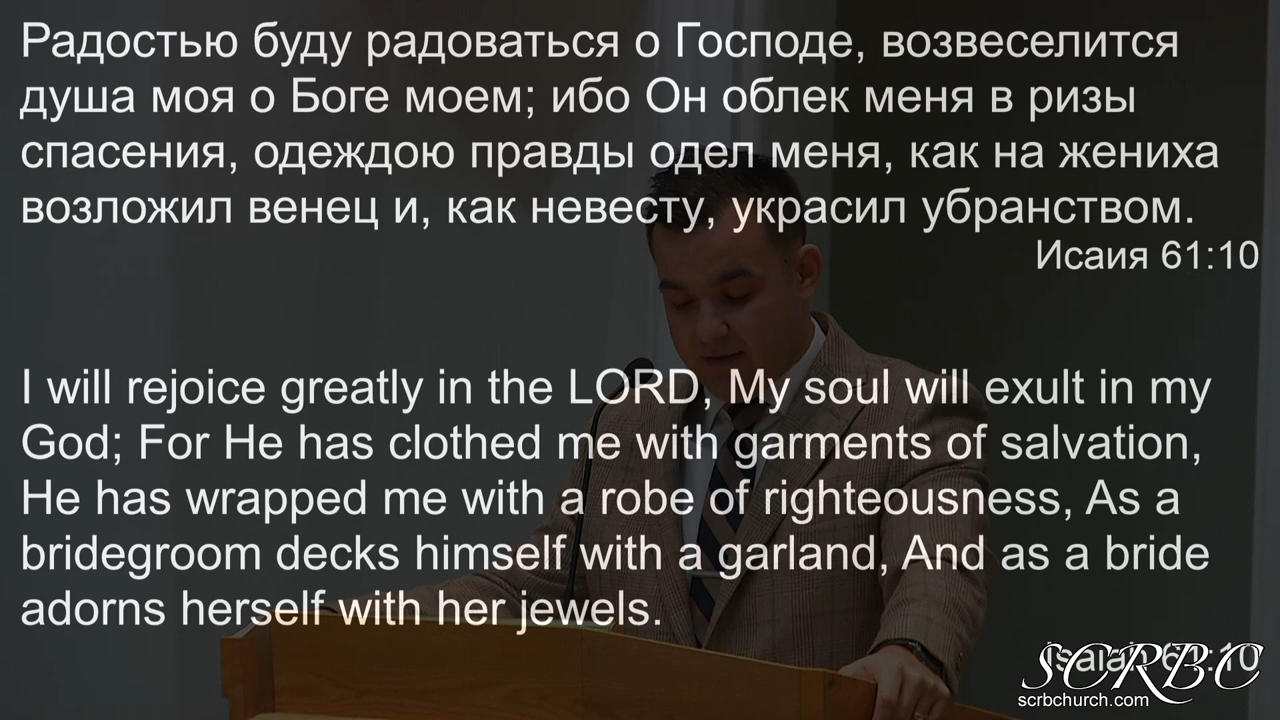 Радостью буду радоваться о Господе, возвеселится
душа моя о Боге моем; ибо Он облек меня в ризы
спасения, одеждою правды одел меня, как на жениха
возложил венец и, как невесту, украсил убранством.
Исаия 61:10
I will rejoice greatly in the LORD, My soul will exult in my
God; For He has clothed me with garments of salvation,
He has wrapped me with a robe of righteousness, As a
bridegroom decks himself with a garland, And as a bride
adorns herself with her jewels.
Isaiah 61:10
SCRBC
scrbchurch.com